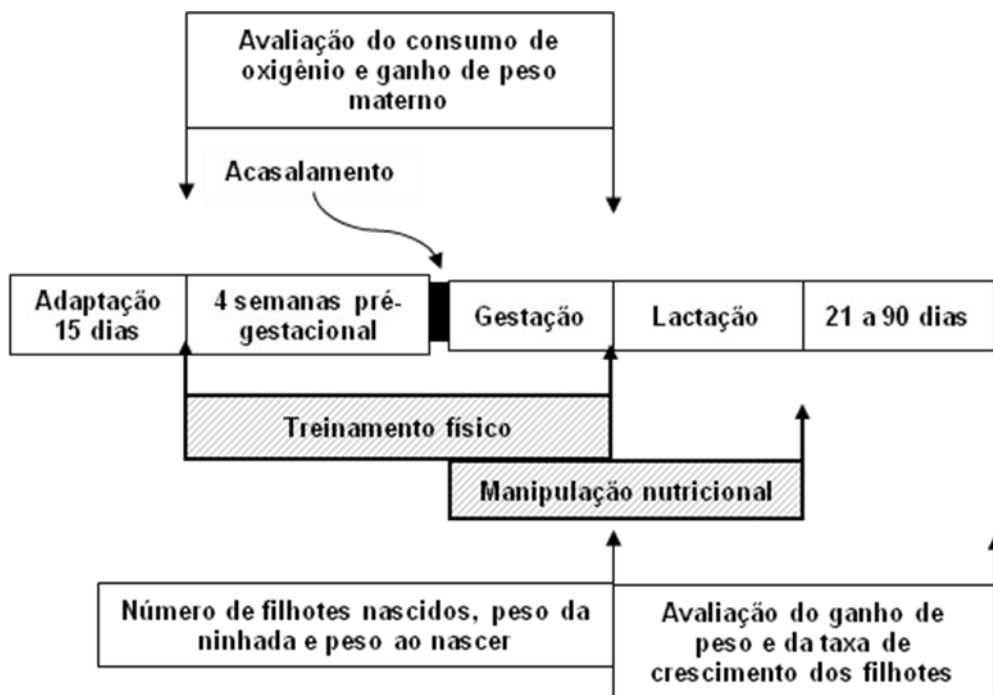 Avaliação do consumo de
oxigênio e ganho de peso
materno
Acasalamento
Adaptação
15 dias
4 semanas pré-
gestacional
Gestação
Lactação
21 a 90 dias
Treinamento físico
Manipulação nutricional
Número de filhotes nascidos, peso da
ninhada e peso ao nascer
Avaliação do ganho de
peso e da taxa de
crescimento dos filhotes